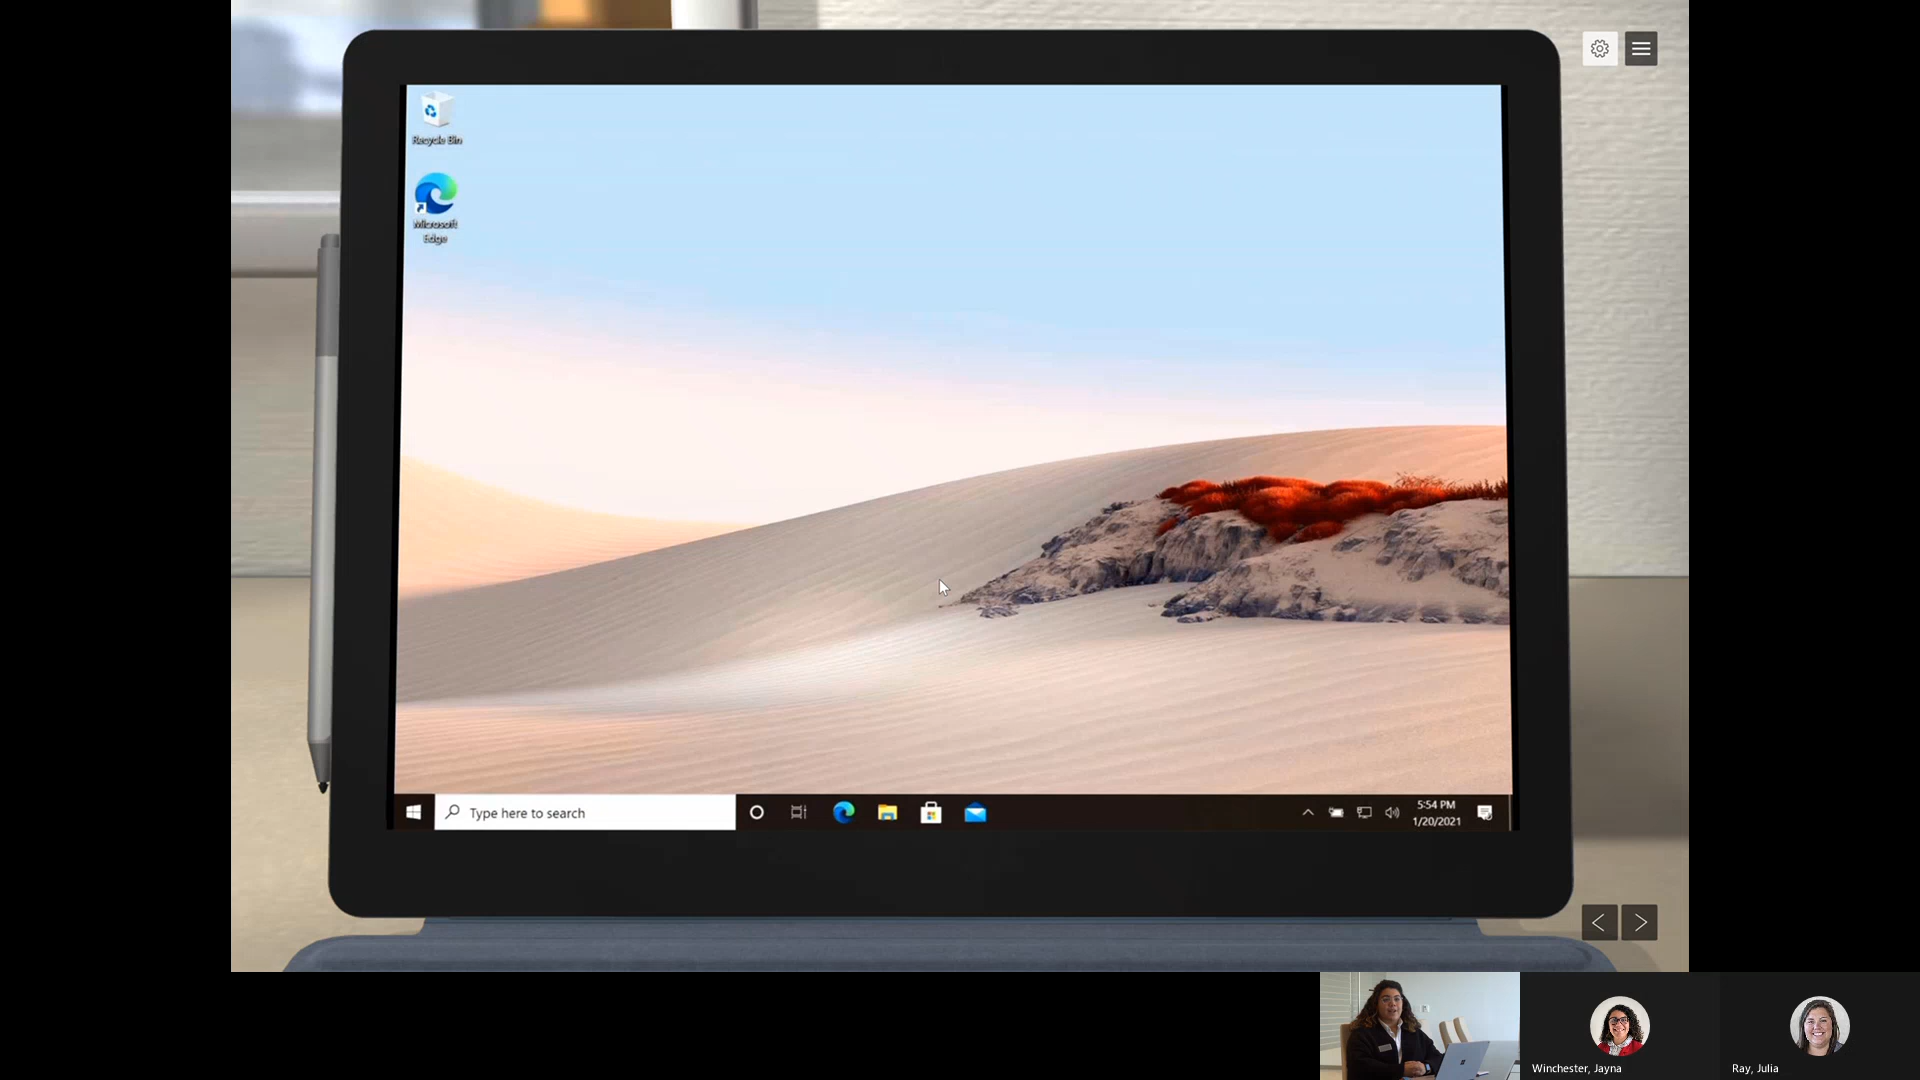 Recycle Bin
Microsoft
Edge
Type here to search
5:54 PM
1/20/2021
Winchester, Jayna
Ray, Julia